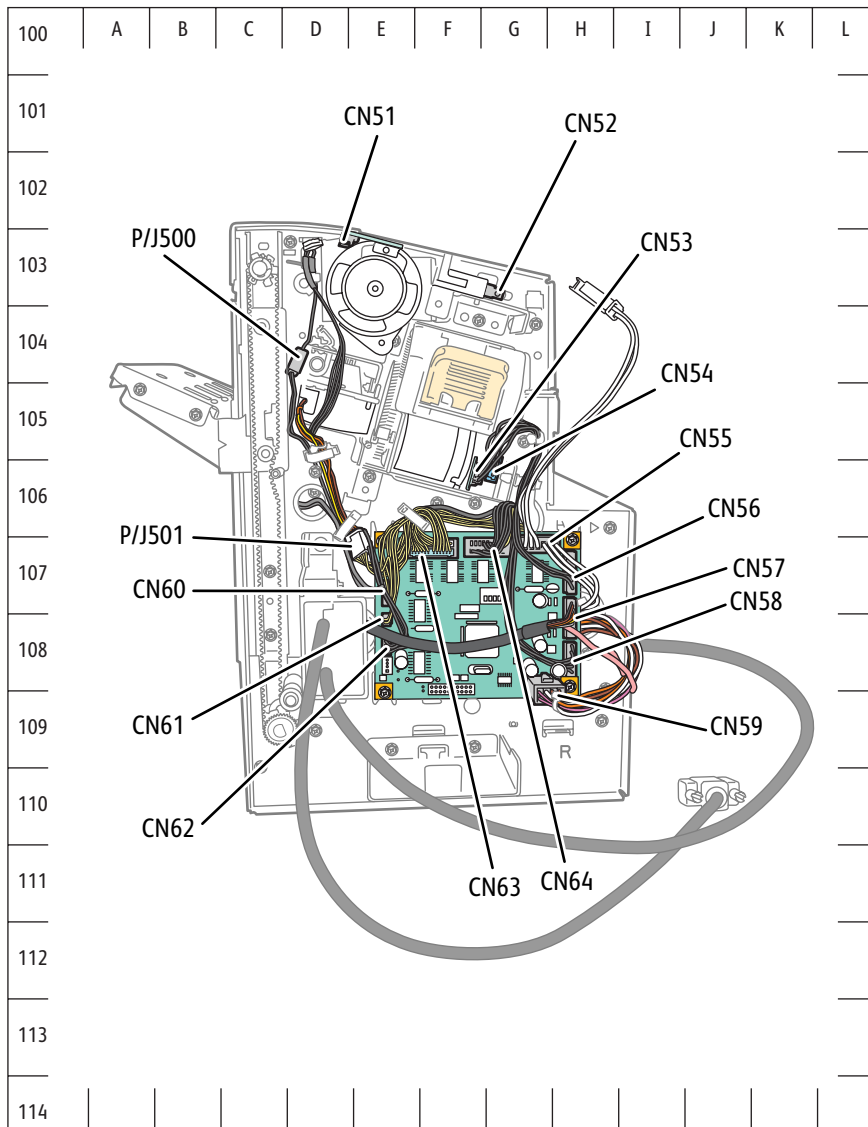 100 A B C D E F G H I J K L
101
CN51
CN52
102
P/J500
CN53
103
104
CN54
105
CN55
106
CN56
P/J501
107
CN57
CN60
CN58
108
CN61
CN59
109
R
110
CN62
CN63
CN64
111
112
113
114